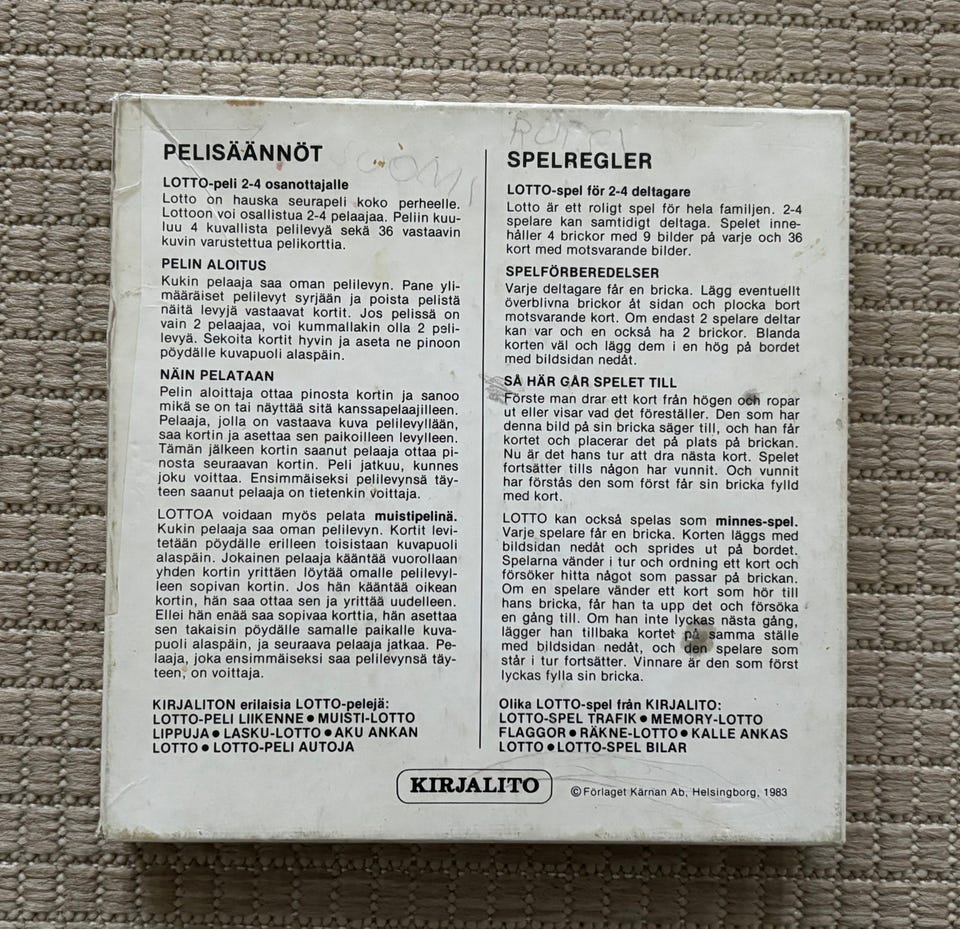 PELISÄÄNNÖT
LOTTO-peli 2-4 osanottajalle
Lotto on hauska seurapeli koko perheelle.
Lottoon voi osallistua 2-4 pelaajaa. Peliin kuu-
luu 4 kuvallista pelilevyä sekä 36 vastaavin
kuvin varustettua pelikorttia.
PELIN ALOITUS
Kukin pelaaja saa oman pelilevyn. Pane yli-
määräiset pelilevyt syrjään ja poista pelistä
näitä levyjä vastaavat kortit. Jos pelissä on
vain 2 pelaajaa, voi kummallakin olla 2 peli-
levyä. Sekoita kortit hyvin ja aseta ne pinoon
pöydälle kuvapuoli alaspäin.
NÄIN PELATAAN
Pelin aloittaja ottaa pinosta kortin ja sanoo
mikä se on tai näyttää sitä kanssapelaajilleen.
Pelaaja, jolla on vastaava kuva pelilevyllään,
saa kortin ja asettaa sen paikoilleen levylleen.
Tämän jälkeen kortin saanut pelaaja ottaa pi-
nosta seuraavan kortin. Peli jatkuu, kunnes
joku voittaa. Ensimmäiseksi pelilevynsä täy-
teen saanut pelaaja on tietenkin voittaja.
LOTTOA voidaan myös pelata muistipelinä.
Kukin pelaaja saa oman pelilevyn. Kortit levi-
tetään pöydälle erilleen toisistaan kuvapuoli
alaspäin. Jokainen pelaaja kääntää vuorollaan
yhden kortin yrittäen löytää omalle pelilevyl-
leen sopivan kortin. Jos hän kääntää oikean
kortin, hän saa ottaa sen ja yrittää uudelleen.
Ellei hän enää saa sopivaa korttia, hän asettaa
sen takaisin pöydälle samalle paikalle kuva-
puoli alaspäin, ja seuraava pelaaja jatkaa. Pe-
laaja, joka ensimmäiseksi saa pelilevynsä täy-
teen, on voittaja.
KIRJALITON erilaisia LOTTO-pelejä:
LOTTO-PELI LIIKENNE ● MUISTI-LOTTO
LIPPUJA ● LASKU-LOTTO ● AKU ANKAN
LOTTO ● LOTTO-PELI AUTOJA
SPELREGLER
LOTTO-spel för 2-4 deltagare
Lotto är ett roligt spel för hela familjen. 2-4
spelare kan samtidigt deltaga. Spelet inne-
håller 4 brickor med 9 bilder på varje och 36
kort med motsvarande bilder.
SPELFÖRBEREDELSER
Varje deltagare får en bricka. Lägg eventuellt
överblivna brickor åt sidan och plocka bort
motsvarande kort. Om endast 2 spelare deltar
kan var och en också ha 2 brickor. Blanda
korten väl och lägg dem i en hög på bordet
med bildsidan nedåt.
SÅ HÄR GÅR SPELET TILL
Förste man drar ett kort från högen och ropar
ut eller visar vad det föreställer. Den som har
denna bild på sin bricka säger till, och han får
kortet och placerar det på plats på brickan.
Nu är det hans tur att dra nästa kort. Spelet
fortsätter tills någon har vunnit. Och vunnit
har förstås den som först får sin bricka fylld
med kort.
LOTTO kan också spelas som minnes-spel.
Varje spelare får en bricka. Korten läggs med
bildsidan nedåt och sprides ut på bordet.
Spelarna vänder i tur och ordning ett kort och
försöker hitta något som passar på brickan.
Om en spelare vänder ett kort som hör till
hans bricka, får han ta upp det och försöka
en gång till. Om han inte lyckas nästa gång,
lägger han tillbaka kortet på samma ställe
med bildsidan nedåt, och den spelare som
står i tur fortsätter. Vinnare är den som först
lyckas fylla sin bricka.
Olika LOTTO-spel från KIRJALITO:
LOTTO-SPEL TRAFIK ● MEMORY-LOTTO
FLAGGOR ● RÄKNE-LOTTO ● KALLE ANKAS
LOTTO ● LOTTO-SPEL BILAR
KIRJALITO
©Förlaget Kärnan Ab, Helsingborg, 1983